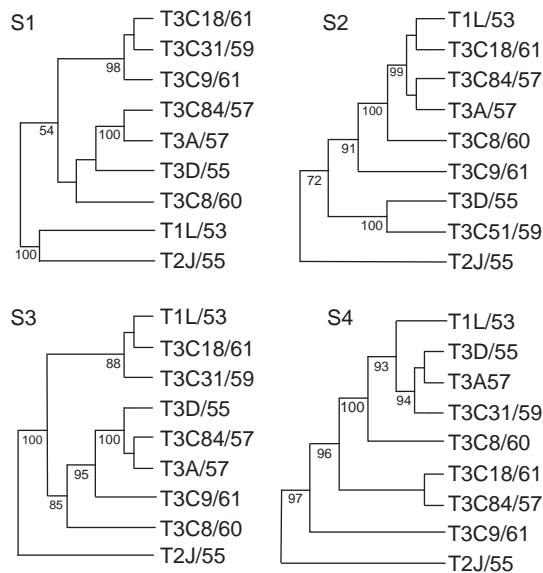 S1
T3C18/61
T3C31/59
98
T3C9/61
T3C84/57
54
100
T3A/57
T3D/55
T3C8/60
T1L/53
100
T2J/55
S2
T1L/53
T3C18/61
99
T3C84/57
100
T3A/57
T3C8/60
91
T3C9/61
72
T3D/55
100
T3C51/59
T2J/55
S3
T1L/53
T3C18/61
88
T3C31/59
T3D/55
100
100
T3C84/57
T3A/57
95
T3C9/61
85
T3C8/60
T2J/55
S4
T1L/53
T3D/55
93
T3A57
94
100
T3C31/59
T3C8/60
96
T3C18/61
97
T3C84/57
T3C9/61
T2J/55